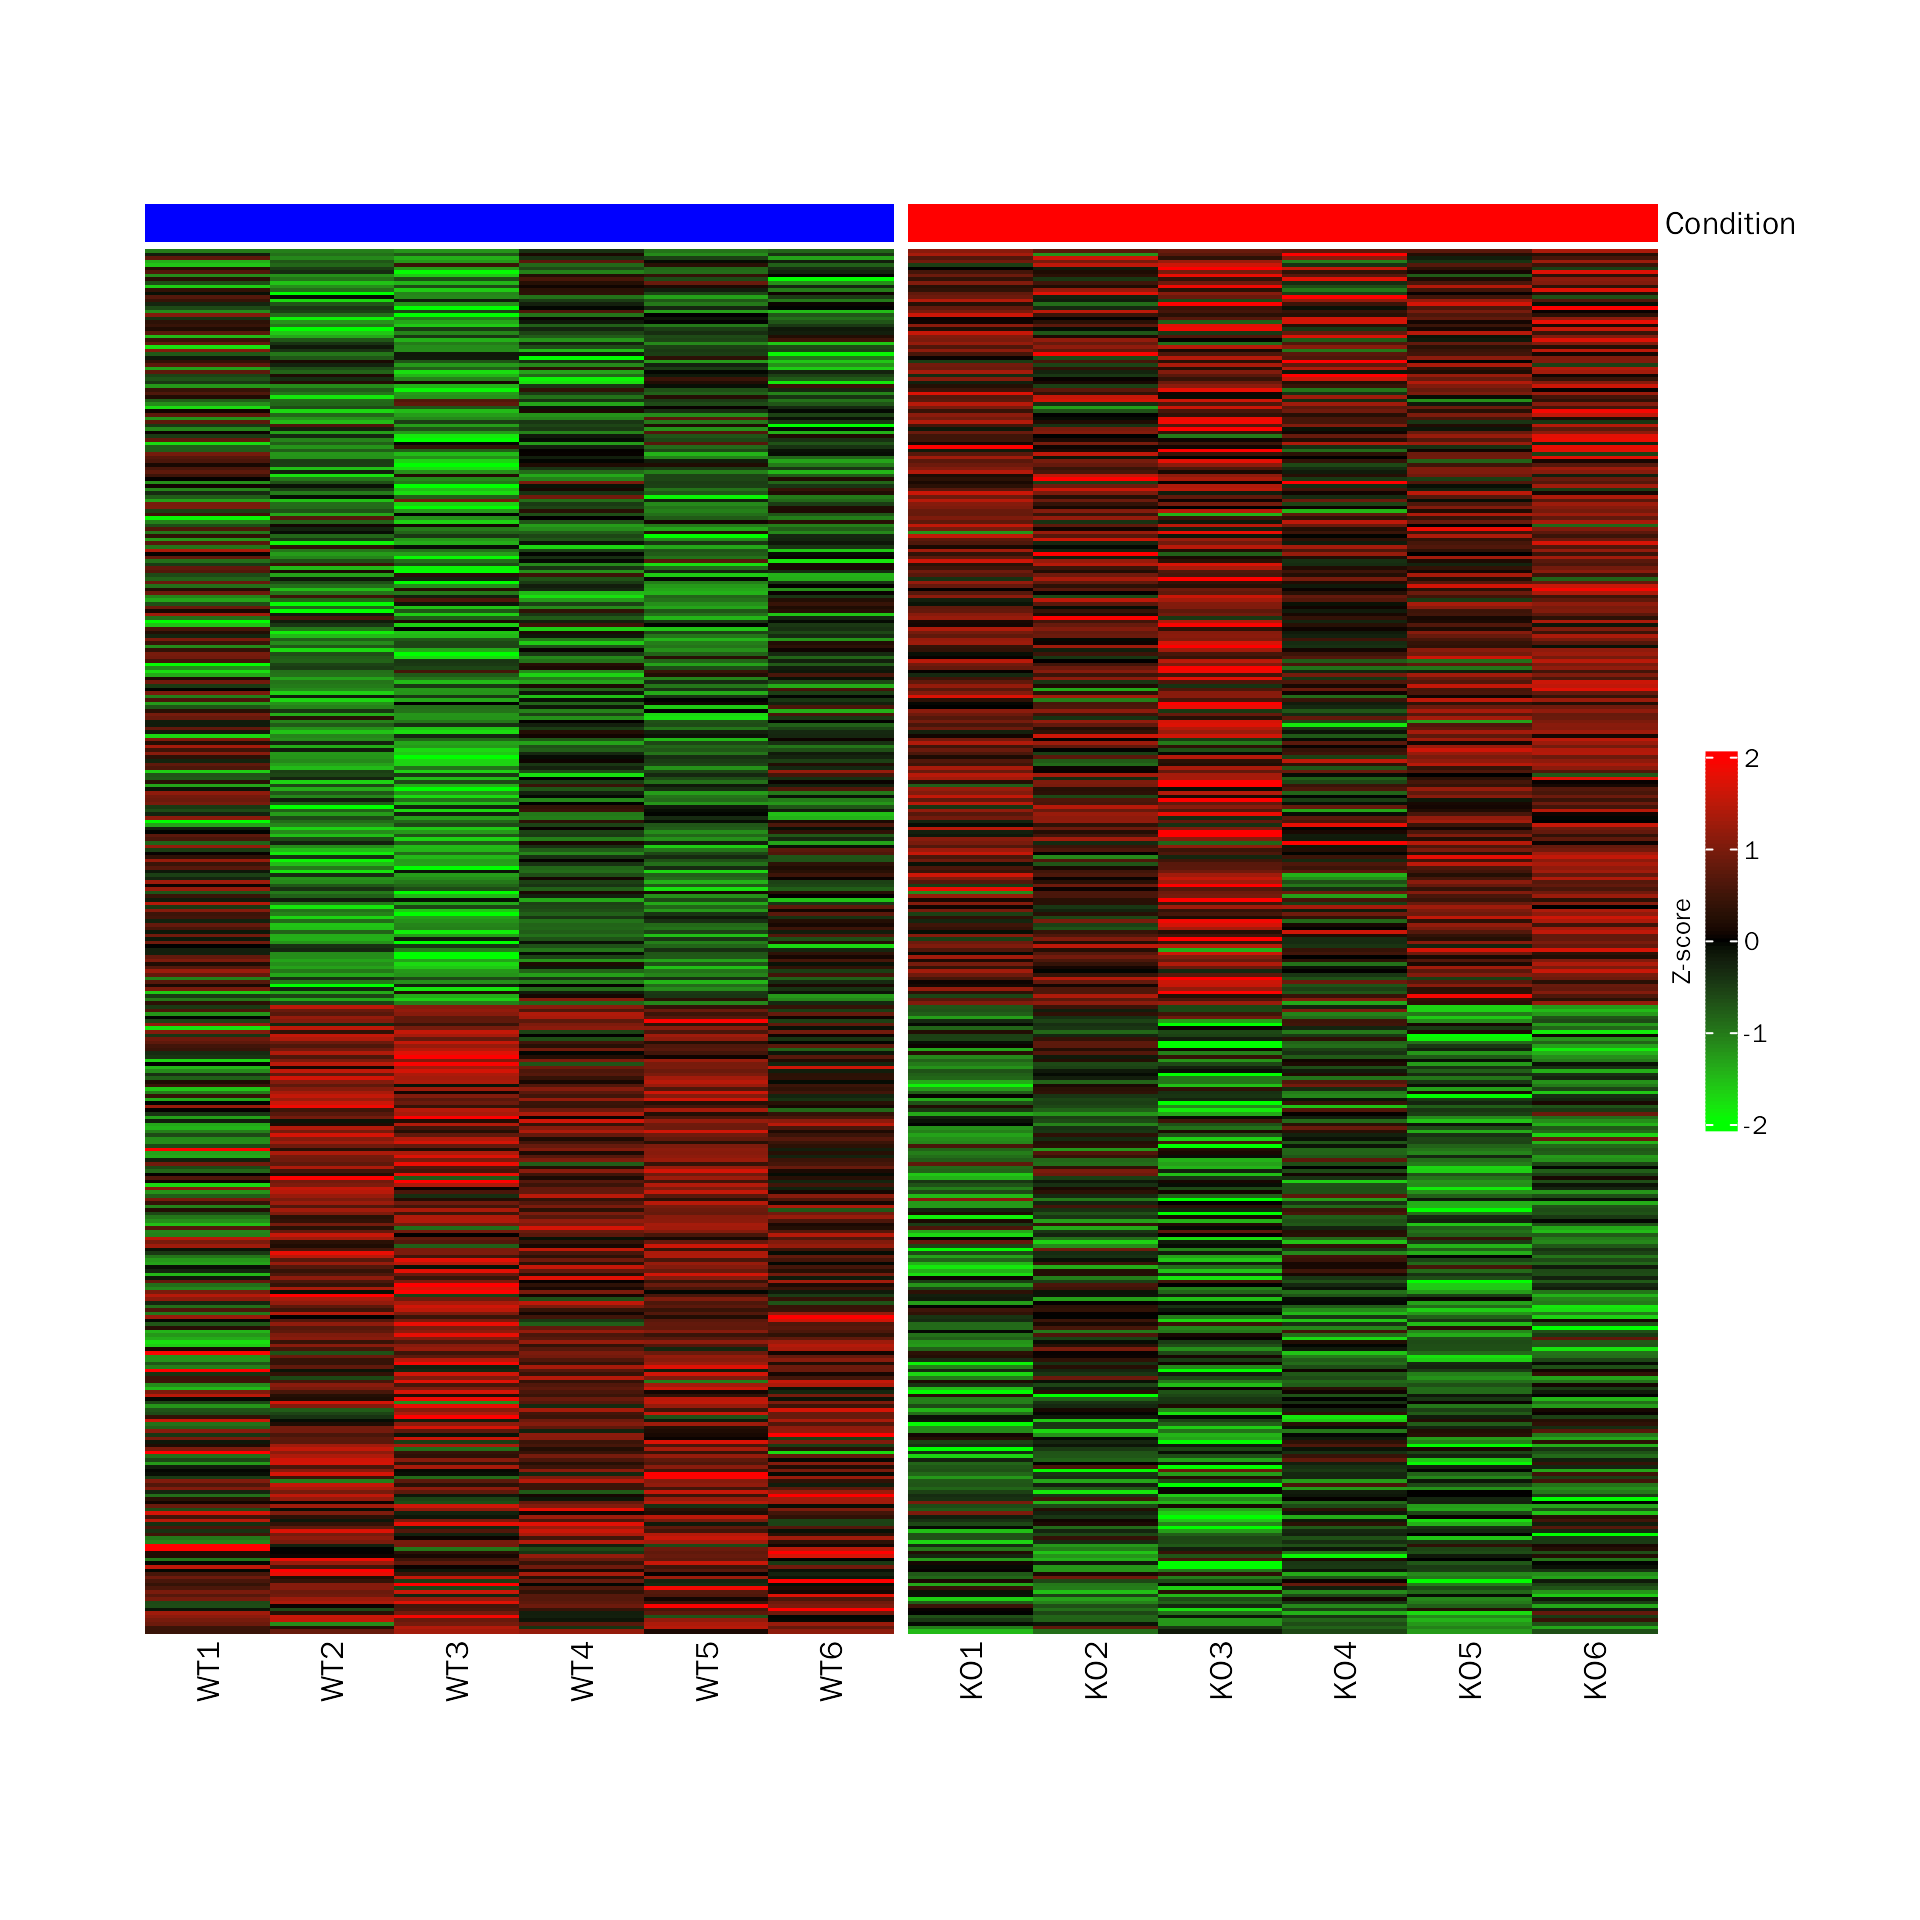 Condition
2
1
0
-1
-2
Z-score
WT1
WT2
WT3
WT4
WT5
WT6
KO1
KO2
KO3
KO4
KO5
KO6